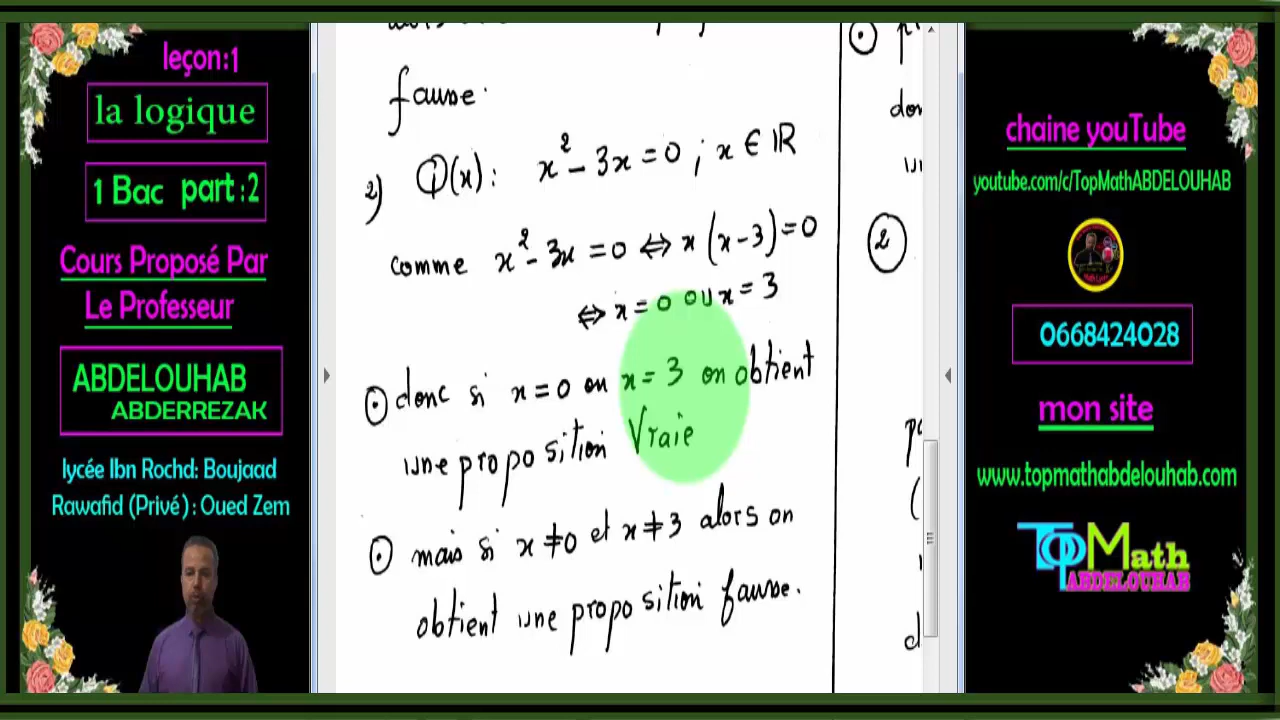 leçon:1
la logique
1 Bac part:2
Cours Proposé Par
Le Professeur
ABDELOUHAB
ABDERREZAK
lycée Ibn Rochd: Boujaad
Rawafid (Privé) : Oued Zem
fausse.
2) Q(x): x² - 3x = 0 ; x ∈ ℝ
comme x² - 3x = 0 ⇔ x (x - 3) = 0
⇔ x = 0 ou x = 3
⊙ donc si x = 0 ou x = 3 on obtient
une proposition Vraie
⊙ mais si x ≠ 0 et x ≠ 3 alors on
obtient une proposition fausse.
2
chaine youTube
youtube.com/c/TopMathABDELOUHAB
0668424028
mon site
www.topmathabdelouhab.com
TopMath
ABDELOUHAB